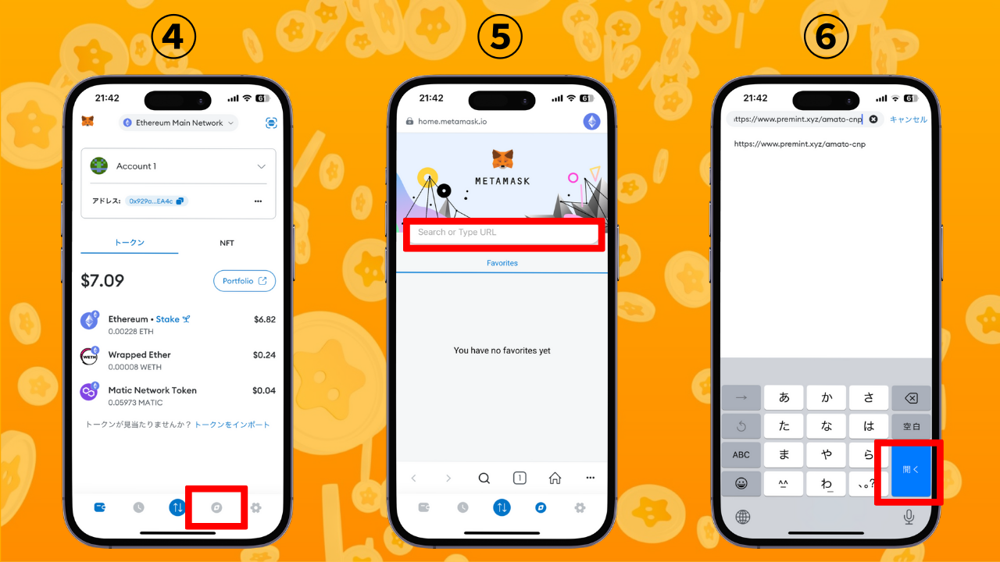 ④
21:42
Ethereum Main Network
Account 1
アドレス: 0x929a...EA4c
トークン
NFT
$7.09
Portfolio
Ethereum • Stake
$6.82
0.00228 ETH
WETH
Wrapped Ether
$0.24
0.00008 WETH
Matic Network Token
$0.04
0.05973 MATIC
トークンが見当たりませんか？ トークンをインポート
⑤
21:42
home.metamask.io
METAMASK
Search or Type URL
Favorites
You have no favorites yet
1
⑥
21:42
ttps://www.premint.xyz/amato-cnp
キャンセル
https://www.premint.xyz/amato-cnp
→ あ か さ
た な は 空白
ABC ま や ら 開く
^^ わ_ 、。?